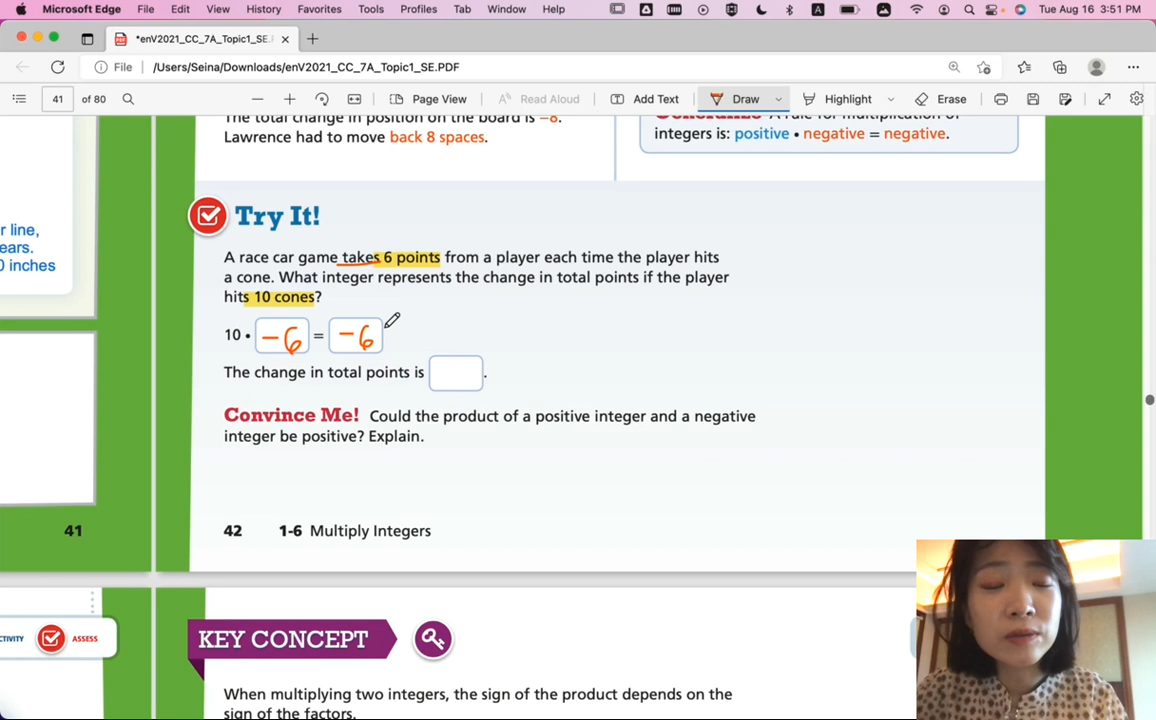 Microsoft Edge File Edit View History Favorites Tools Profiles Tab Window Help A Tue Aug 16 3:51 PM
*enV2021_CC_7A_Topic1_SE.
File /Users/Seina/Downloads/enV2021_CC_7A_Topic1_SE.PDF
41 of 80 Page View Read Aloud Add Text Draw Highlight Erase
The total change in position on the board is −8.
Lawrence had to move back 8 spaces.
Generalize A rule for multiplication of
integers is: positive • negative = negative.
r line,
ears.
0 inches
Try It!
A race car game takes 6 points from a player each time the player hits
a cone. What integer represents the change in total points if the player
hits 10 cones?
10 • −6 = −6
The change in total points is .
Convince Me! Could the product of a positive integer and a negative
integer be positive? Explain.
41
42 1-6 Multiply Integers
CTIVITY ASSESS
KEY CONCEPT
When multiplying two integers, the sign of the product depends on the
sign of the factors.